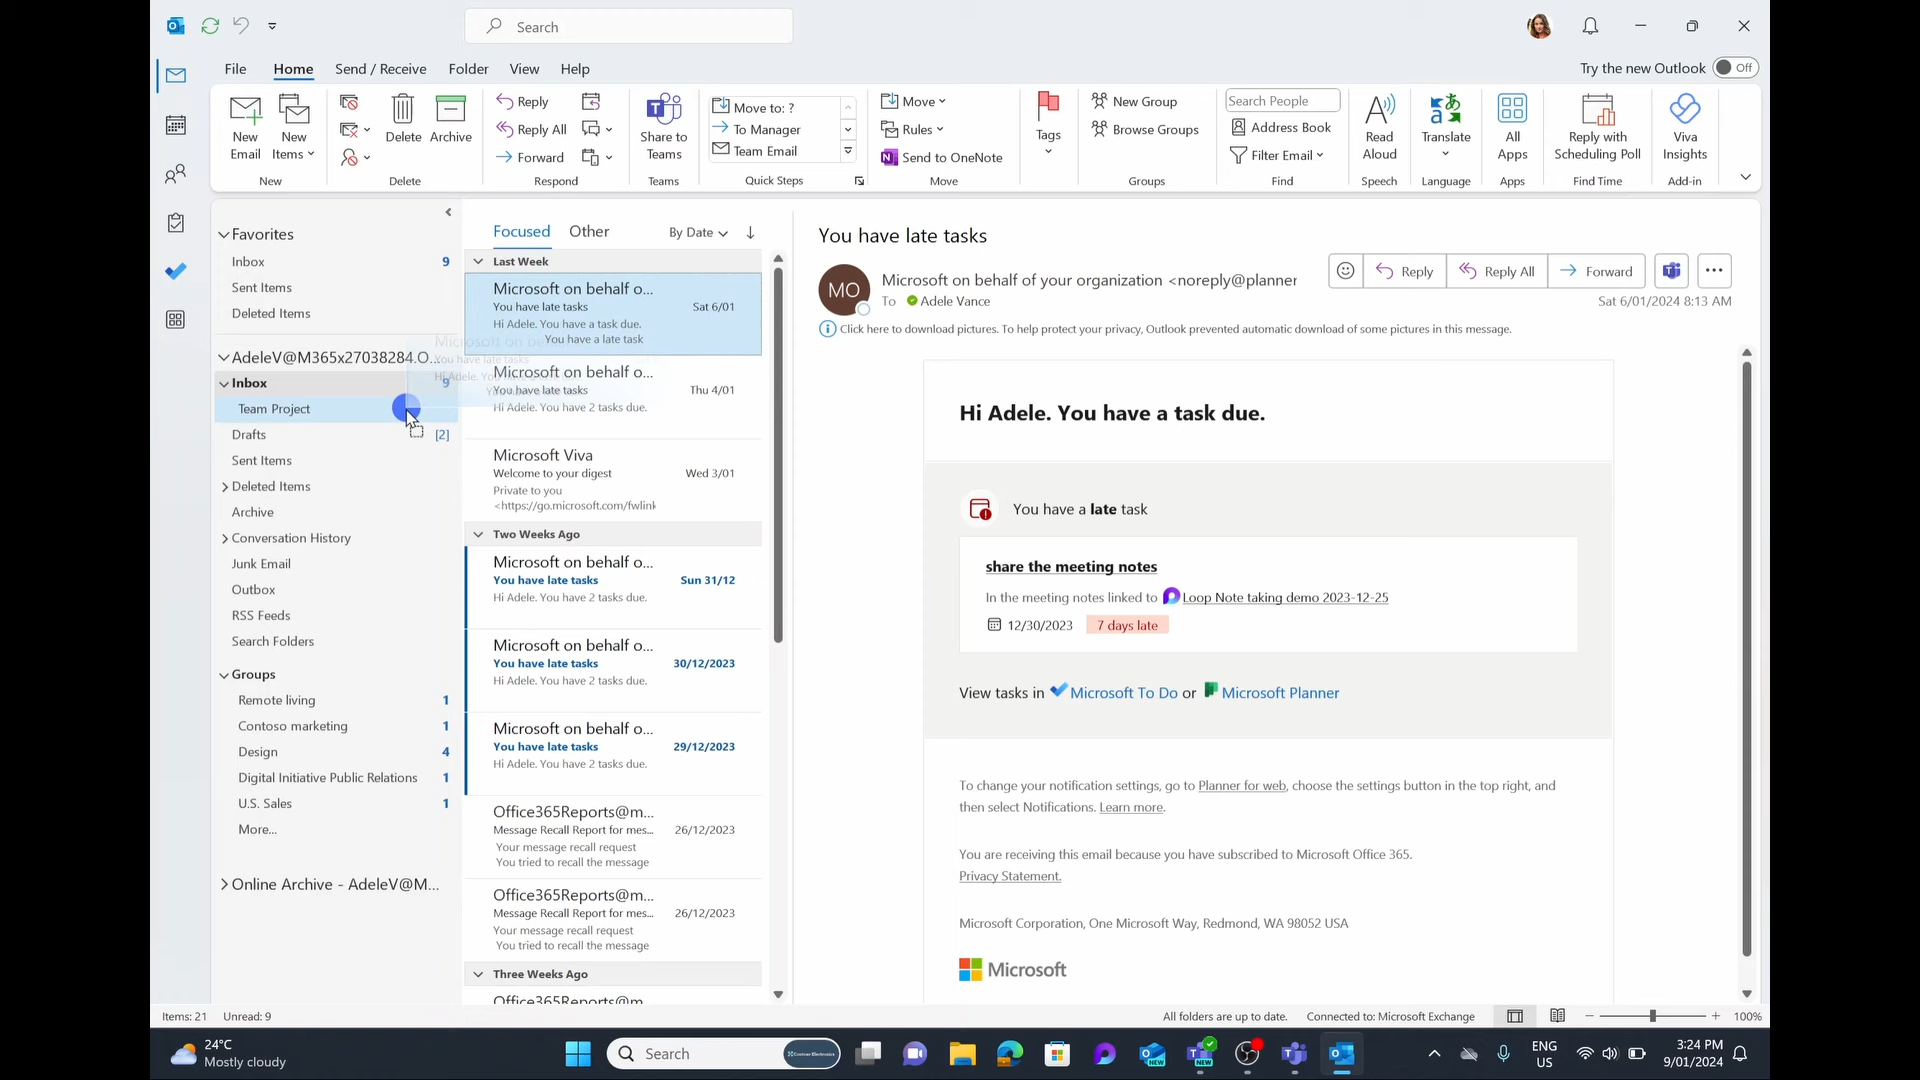 Search
File Home Send / Receive Folder View Help
Try the new Outlook Off
New Email
New Items
New
Delete
Archive
Delete
Reply
Reply All
Forward
Respond
Share to Teams
Teams
Move to: ?
To Manager
Team Email
Quick Steps
Move
Rules
Send to OneNote
Move
Tags
New Group
Browse Groups
Groups
Search People
Address Book
Filter Email
Find
Read Aloud
Speech
Translate
Language
All Apps
Apps
Reply with Scheduling Poll
Find Time
Viva Insights
Add-in
Favorites
Inbox 9
Sent Items
Deleted Items
AdeleV@M365x27038284.O...
Inbox 9
Team Project
Drafts [2]
Sent Items
Deleted Items
Archive
Conversation History
Junk Email
Outbox
RSS Feeds
Search Folders
Groups
Remote living 1
Contoso marketing 1
Design 4
Digital Initiative Public Relations 1
U.S. Sales 1
More...
Online Archive - AdeleV@M...
Focused Other By Date
Last Week
Microsoft on behalf o...
You have late tasks Sat 6/01
Hi Adele. You have a task due.
You have a late task
Microsoft on behalf o...
You have late tasks Thu 4/01
Hi Adele. You have 2 tasks due.
Microsoft Viva
Welcome to your digest Wed 3/01
Private to you
<https://go.microsoft.com/fwlink
Two Weeks Ago
Microsoft on behalf o...
You have late tasks Sun 31/12
Hi Adele. You have 2 tasks due.
Microsoft on behalf o...
You have late tasks 30/12/2023
Hi Adele. You have 2 tasks due.
Microsoft on behalf o...
You have late tasks 29/12/2023
Hi Adele. You have 2 tasks due.
Office365Reports@m...
Message Recall Report for mes... 26/12/2023
Your message recall request
You tried to recall the message
Office365Reports@m...
Message Recall Report for mes... 26/12/2023
Your message recall request
You tried to recall the message
Three Weeks Ago
Office365Reports@m
You have late tasks
MO
Microsoft on behalf of your organization <noreply@planner
To Adele Vance
Reply Reply All Forward
Sat 6/01/2024 8:13 AM
Click here to download pictures. To help protect your privacy, Outlook prevented automatic download of some pictures in this message.
Hi Adele. You have a task due.
You have a late task
share the meeting notes
In the meeting notes linked to Loop Note taking demo 2023-12-25
12/30/2023 7 days late
View tasks in Microsoft To Do or Microsoft Planner
To change your notification settings, go to Planner for web, choose the settings button in the top right, and
then select Notifications. Learn more.
You are receiving this email because you have subscribed to Microsoft Office 365.
Privacy Statement.
Microsoft Corporation, One Microsoft Way, Redmond, WA 98052 USA
Microsoft
Items: 21 Unread: 9
All folders are up to date. Connected to: Microsoft Exchange 100%
24°C
Mostly cloudy
Search
NEW
NEW
ENG
US
3:24 PM
9/01/2024